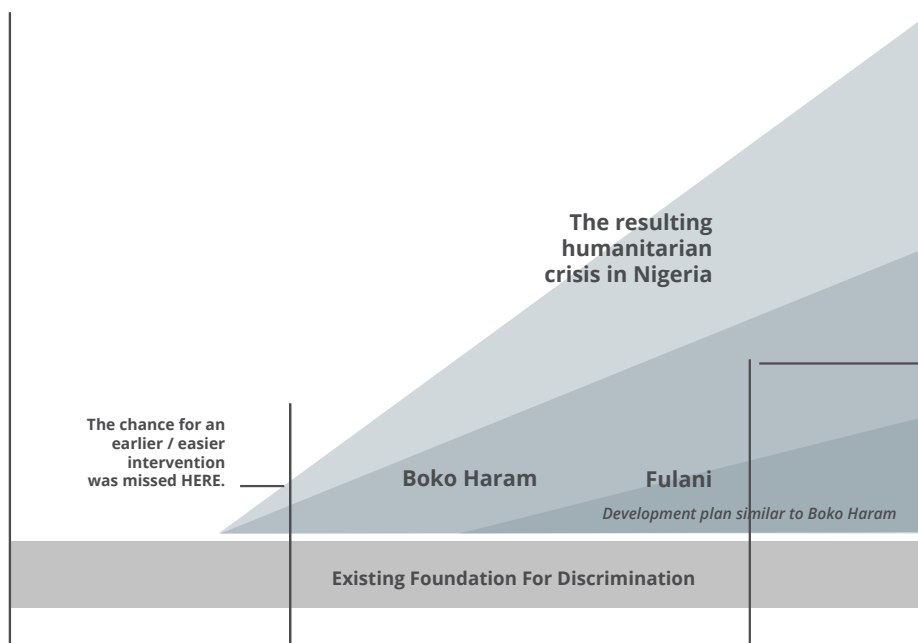 The resulting
humanitarian
crisis in Nigeria
The chance for an
earlier / easier
intervention
was missed HERE.
Boko Haram
Fulani
Development plan similar to Boko Haram
Existing Foundation For Discrimination